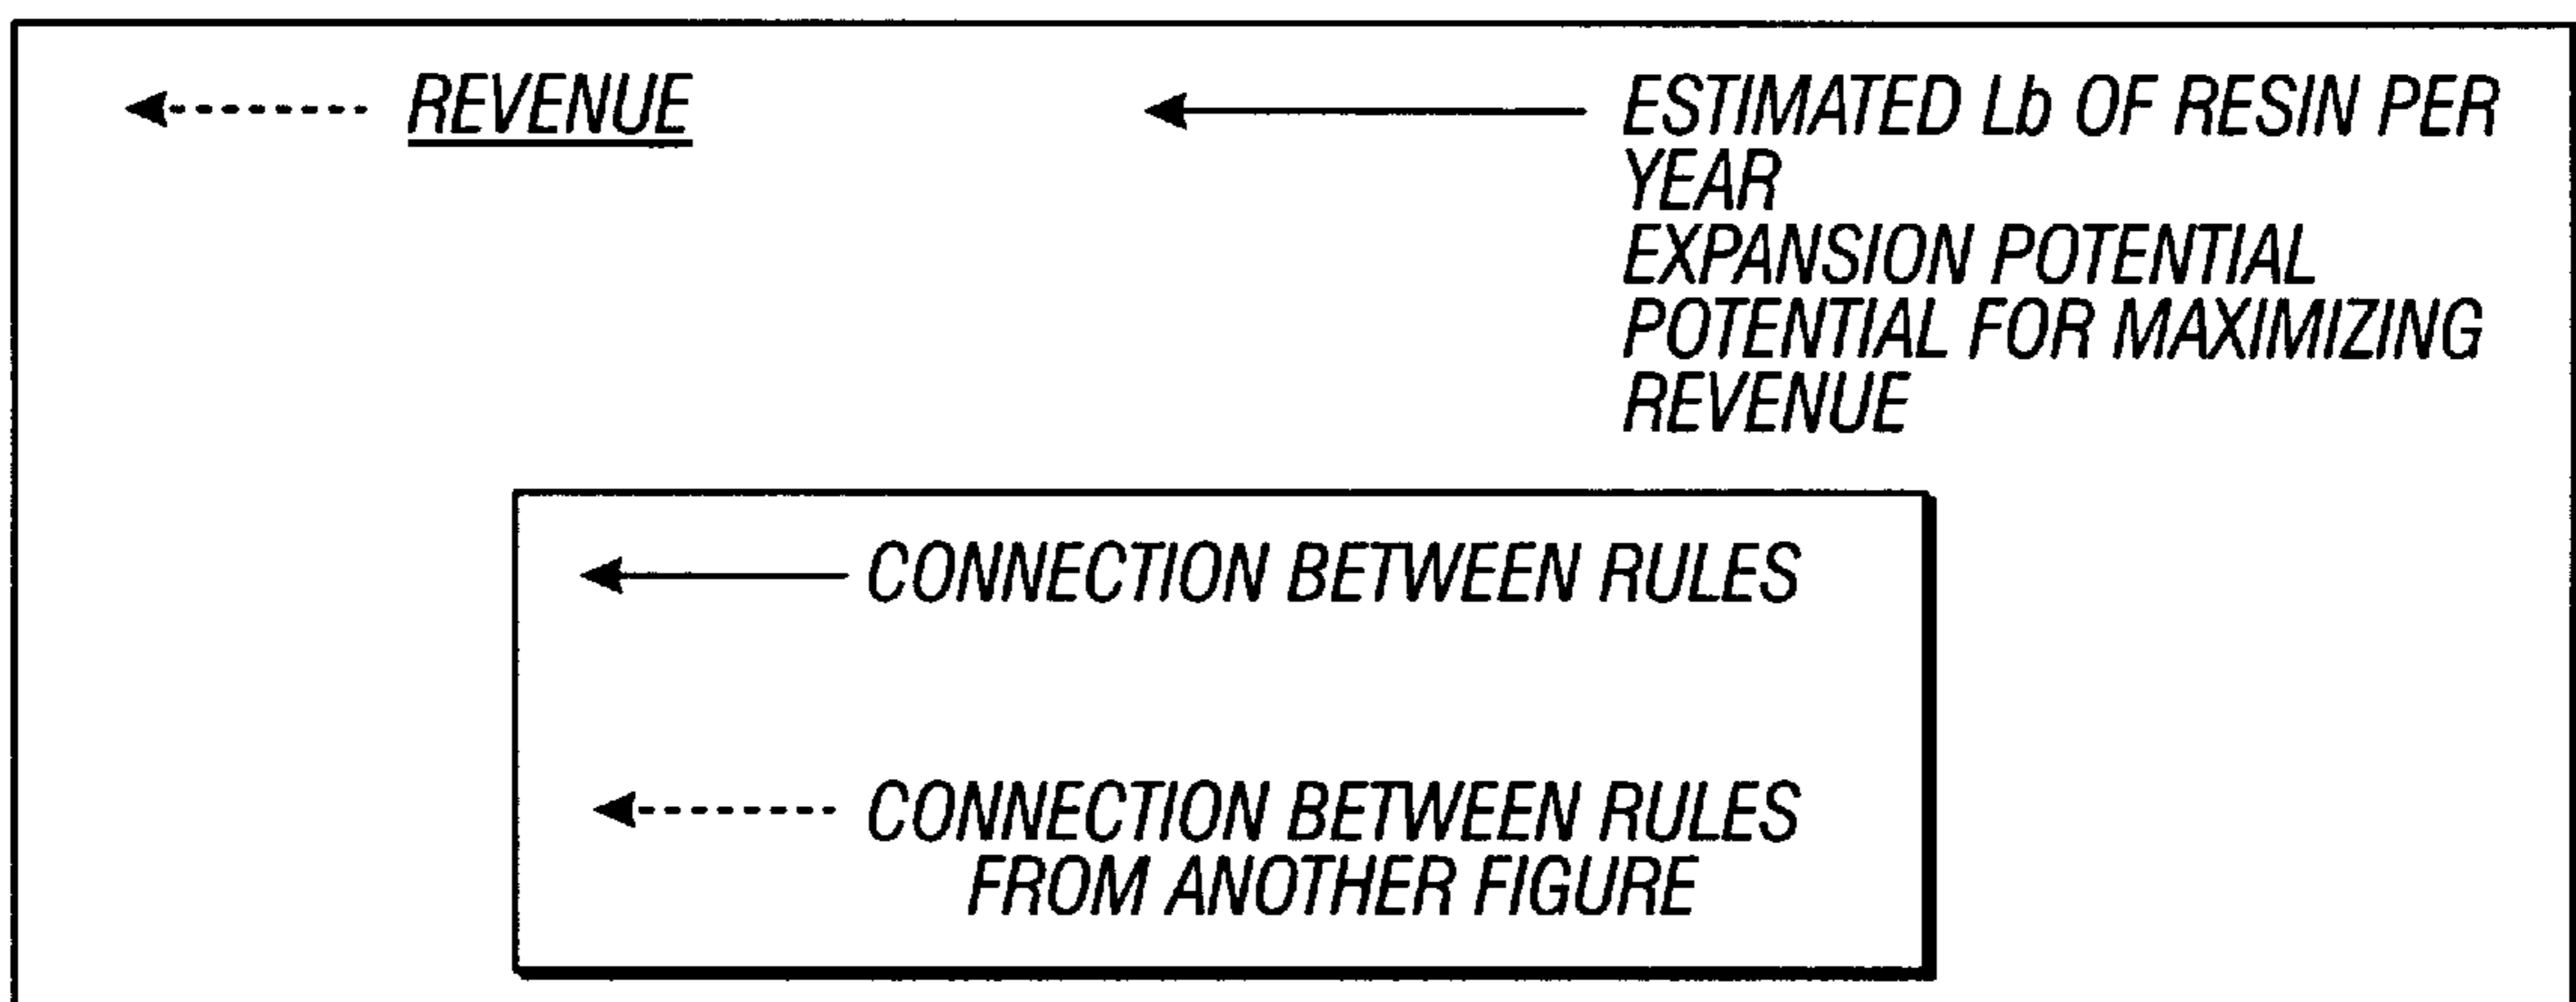 REVENUE
ESTIMATED Lb OF RESIN PER
YEAR
EXPANSION POTENTIAL
POTENTIAL FOR MAXIMIZING
REVENUE
CONNECTION BETWEEN RULES
CONNECTION BETWEEN RULES
FROM ANOTHER FIGURE